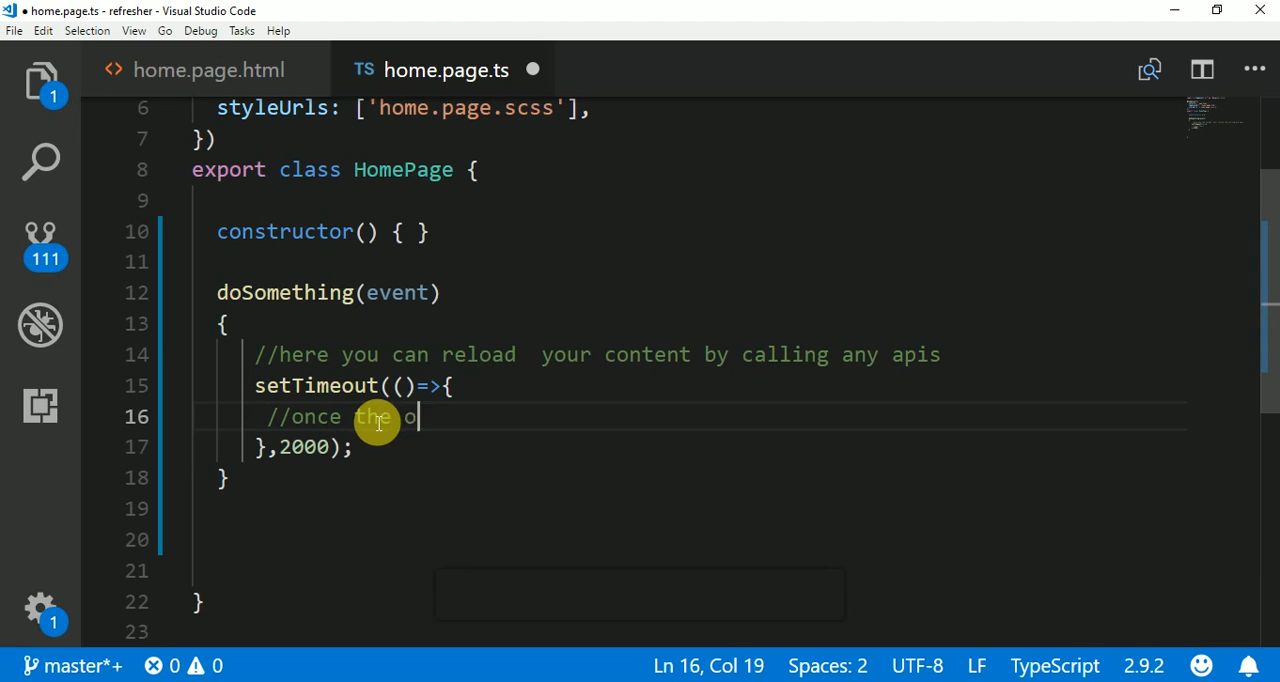 home.page.ts - refresher - Visual Studio Code
File Edit Selection View Go Debug Tasks Help
1
<> home.page.html
TS home.page.ts
6 styleUrls: ['home.page.scss'],
7 })
8 export class HomePage {
9
10 constructor() { }
11
12 doSomething(event)
13 {
14 //here you can reload  your content by calling any apis
15 setTimeout(()=>{
16 //once the o
17 },2000);
18 }
19
20
21
22 }
23
111
1
master*+ 0 0 Ln 16, Col 19 Spaces: 2 UTF-8 LF TypeScript 2.9.2